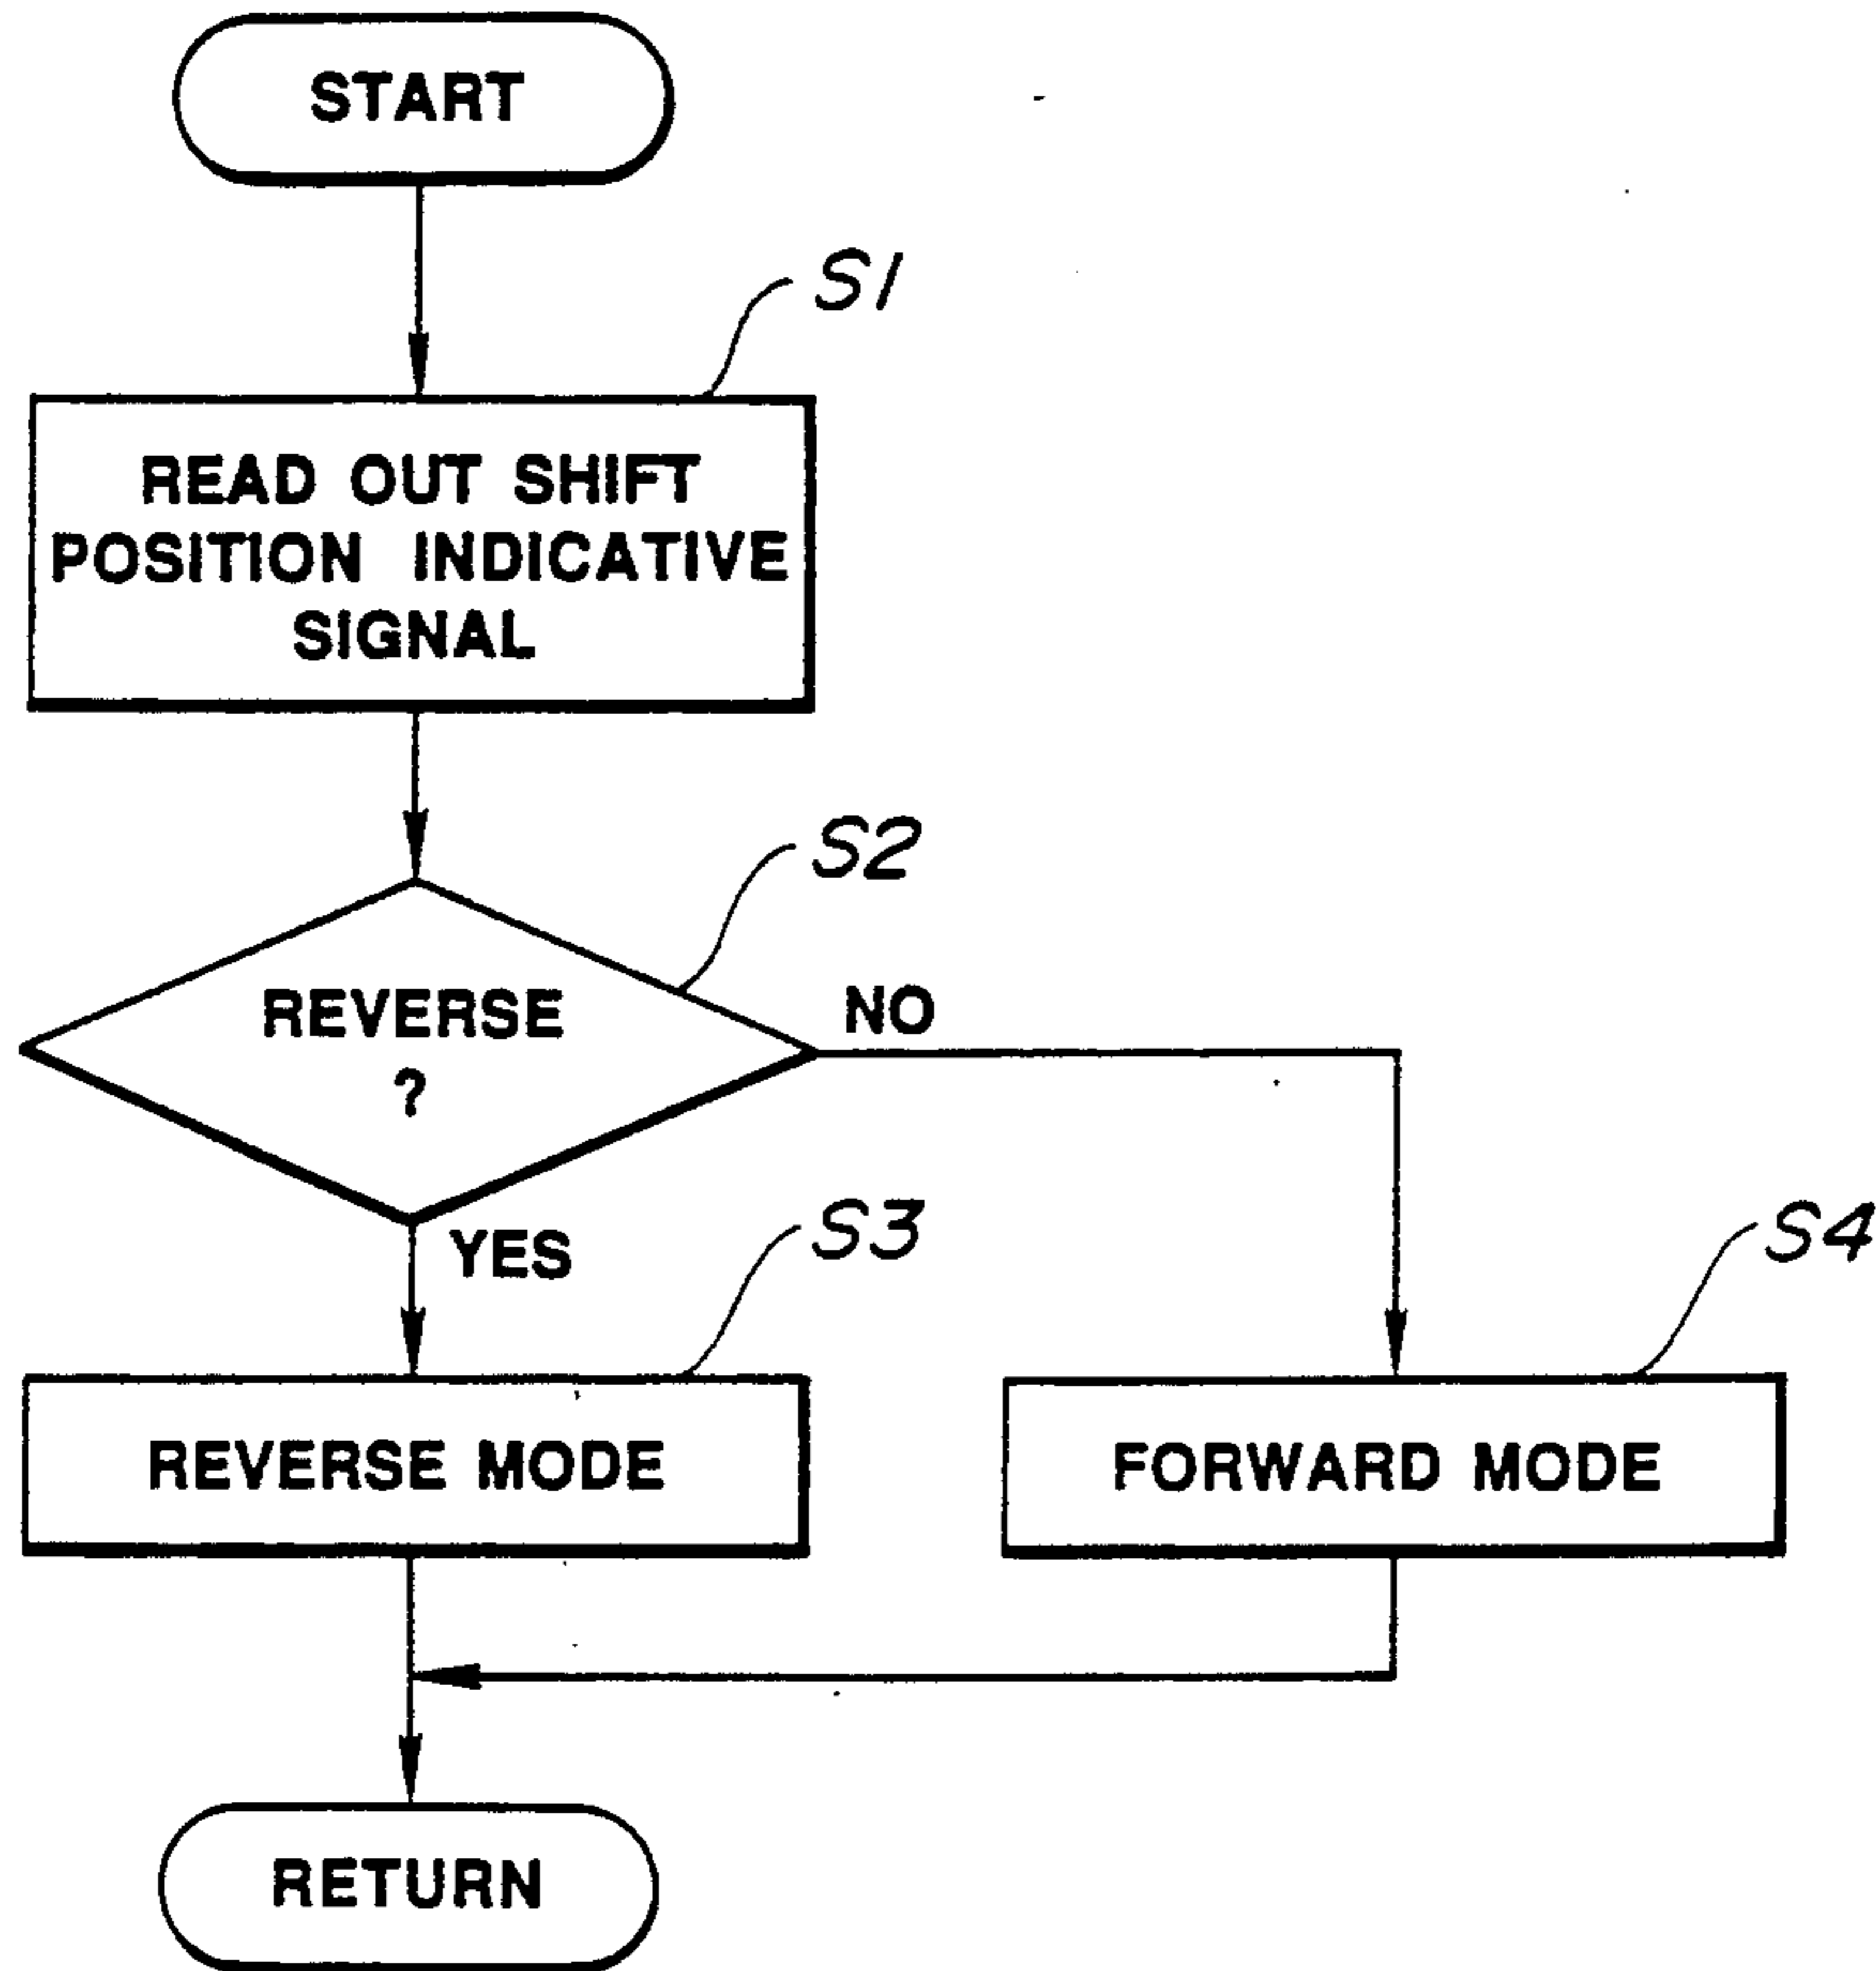 START
S1
READ OUT SHIFT
POSITION INDICATIVE
SIGNAL
S2
REVERSE
?
NO
YES
S3
S4
REVERSE MODE
FORWARD MODE
RETURN